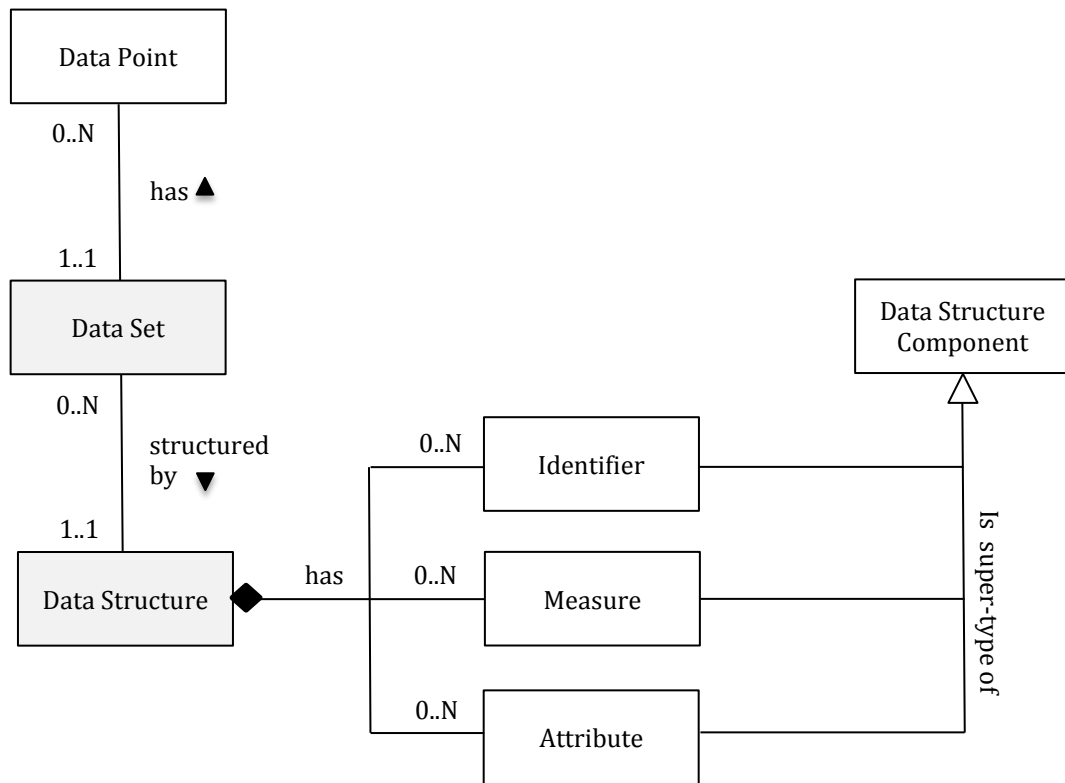 Data Point
0..N
has
1..1
Data Set
Data Structure
Component
0..N
structured
by
0..N
Identifier
1..1
Data Structure
has
0..N
Measure
Is super-type of
0..N
Attribute